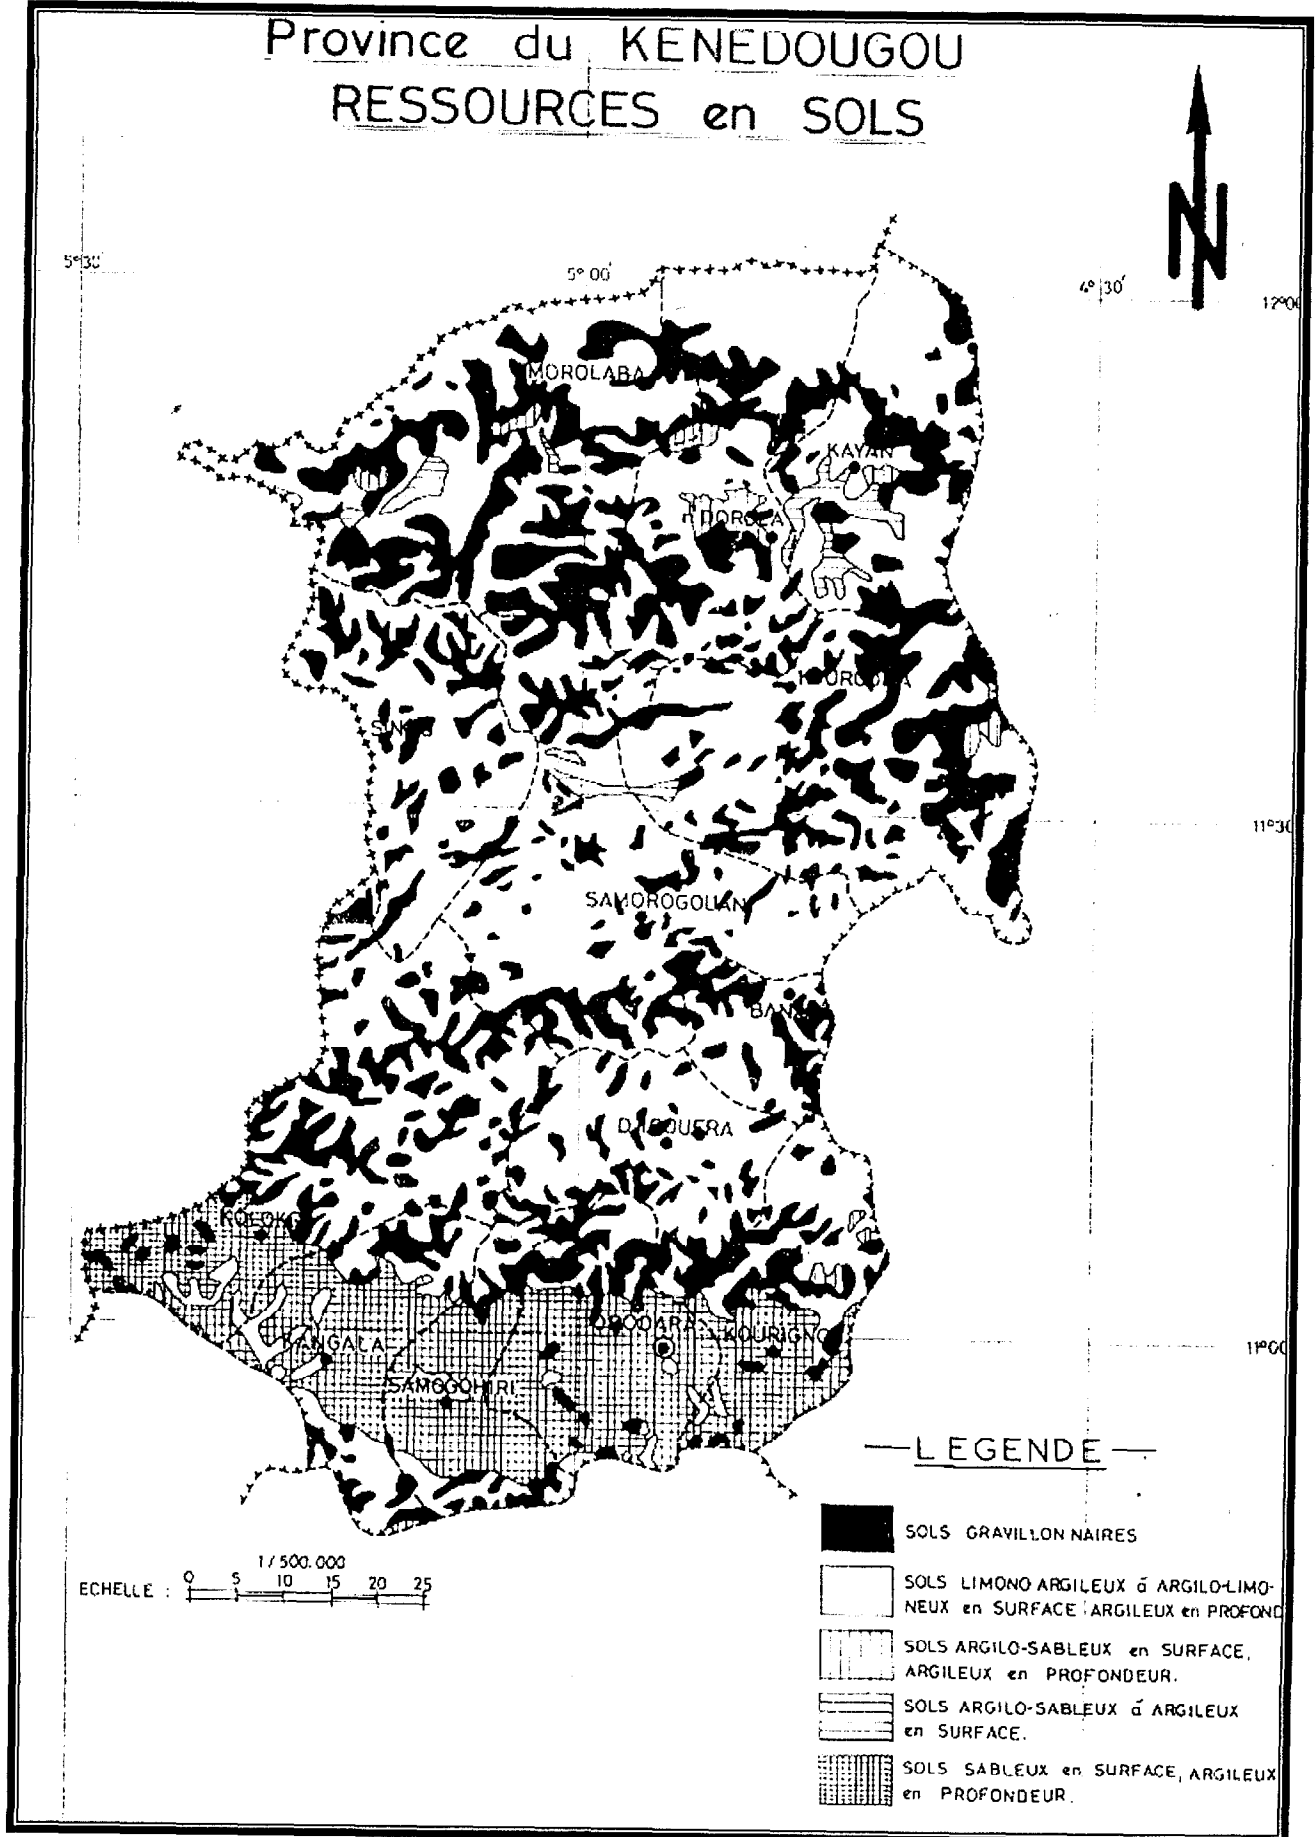 Province du KENEDOUGOU
RESSOURCES en SOLS
N
5°30'
5°00'
4°30'
12°00
MOROLABA
KAYAN
11°30
SAMOROGOUAN
SAMOGOHIRI
KOURIGNO
11°00
LEGENDE
SOLS GRAVILLONNAIRES
1/500.000
ECHELLE : 0 5 10 15 20 25
SOLS LIMONO ARGILEUX á ARGILO-LIMO-
NEUX en SURFACE ARGILEUX en PROFOND
SOLS ARGILO-SABLEUX en SURFACE,
ARGILEUX en PROFONDEUR.
SOLS ARGILO-SABLEUX á ARGILEUX
en SURFACE.
SOLS SABLEUX en SURFACE, ARGILEUX
en PROFONDEUR.